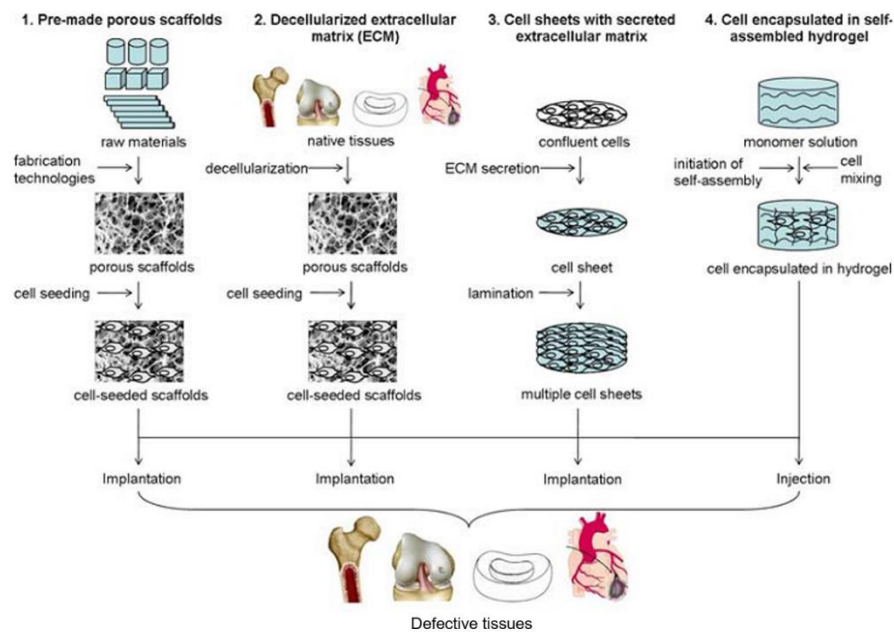 1. Pre-made porous scaffolds
2. Decellularized extracellular
matrix (ECM)
3. Cell sheets with secreted
extracellular matrix
4. Cell encapsulated in self-
assembled hydrogel
raw materials
native tissues
confluent cells
monomer solution
fabrication
technologies
decellularization
ECM secretion
initiation of
self-assembly
cell
mixing
porous scaffolds
porous scaffolds
cell sheet
cell encapsulated in hydrogel
cell seeding
cell seeding
lamination
cell-seeded scaffolds
cell-seeded scaffolds
multiple cell sheets
Implantation
Implantation
Implantation
Injection
Defective tissues